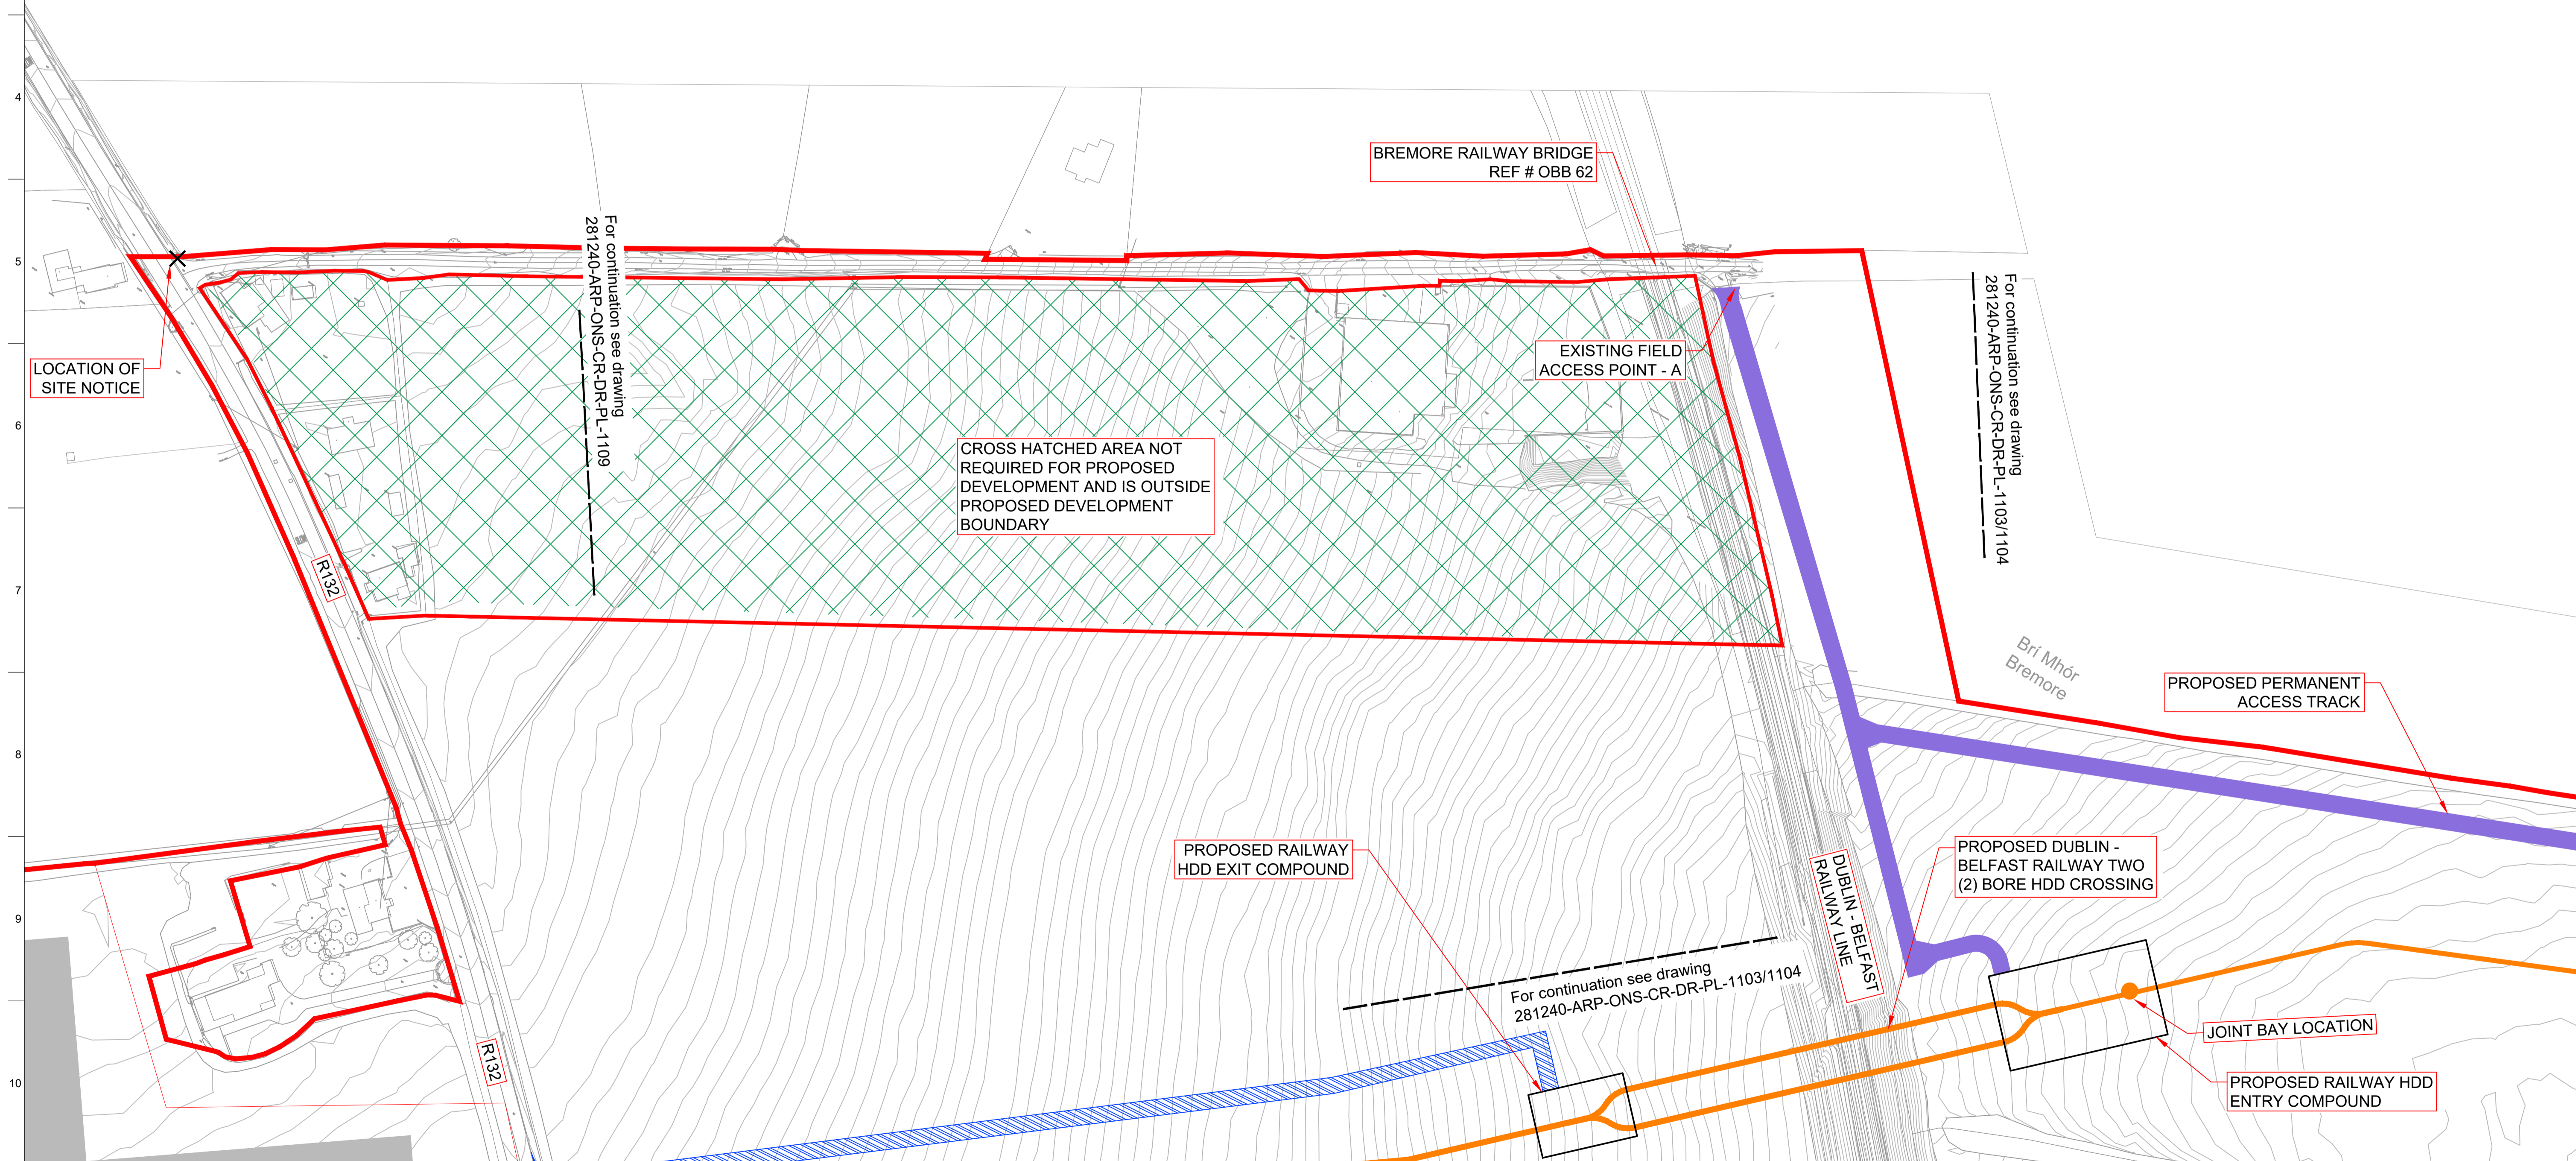 4
5
6
7
8
9
10
BREMORE RAILWAY BRIDGE
REF # OBB 62
For continuation see drawing
281240-ARP-ONS-CR-DR-PL-1109
For continuation see drawing
281240-ARP-ONS-CR-DR-PL-1103/1104
LOCATION OF
SITE NOTICE
EXISTING FIELD
ACCESS POINT - A
CROSS HATCHED AREA NOT
REQUIRED FOR PROPOSED
DEVELOPMENT AND IS OUTSIDE
PROPOSED DEVELOPMENT
BOUNDARY
R132
Brí Mhór
Bremore
PROPOSED PERMANENT
ACCESS TRACK
PROPOSED RAILWAY
HDD EXIT COMPOUND
DUBLIN - BELFAST
RAILWAY LINE
PROPOSED DUBLIN -
BELFAST RAILWAY TWO
(2) BORE HDD CROSSING
For continuation see drawing
281240-ARP-ONS-CR-DR-PL-1103/1104
R132
JOINT BAY LOCATION
PROPOSED RAILWAY HDD
ENTRY COMPOUND